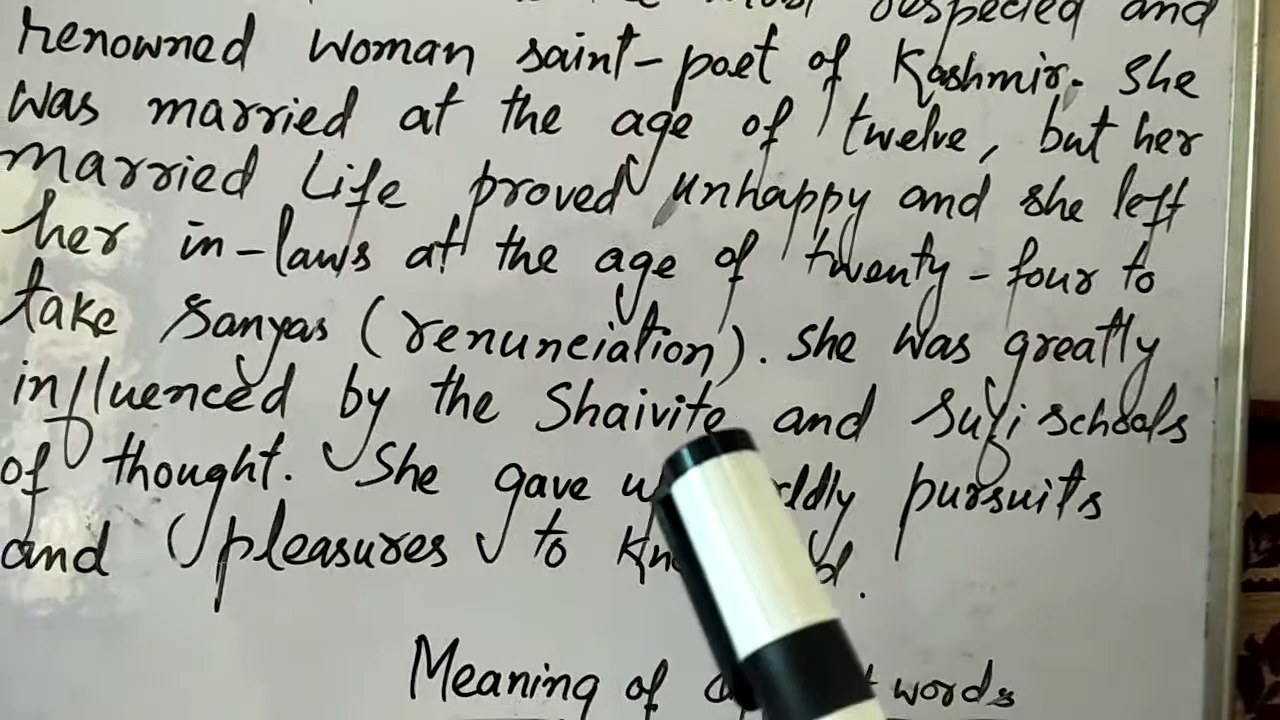 respected and
renowned woman saint-poet of Kashmir. She
was married at the age of twelve, but her
married Life proved unhappy and she left
her in-laws at the age of twenty-four to
take Sanyas (renunciation). She was greatly
influenced by the Shaivite and Sufi schools
of thought. She gave pursuits
and pleasures to
Meaning of words